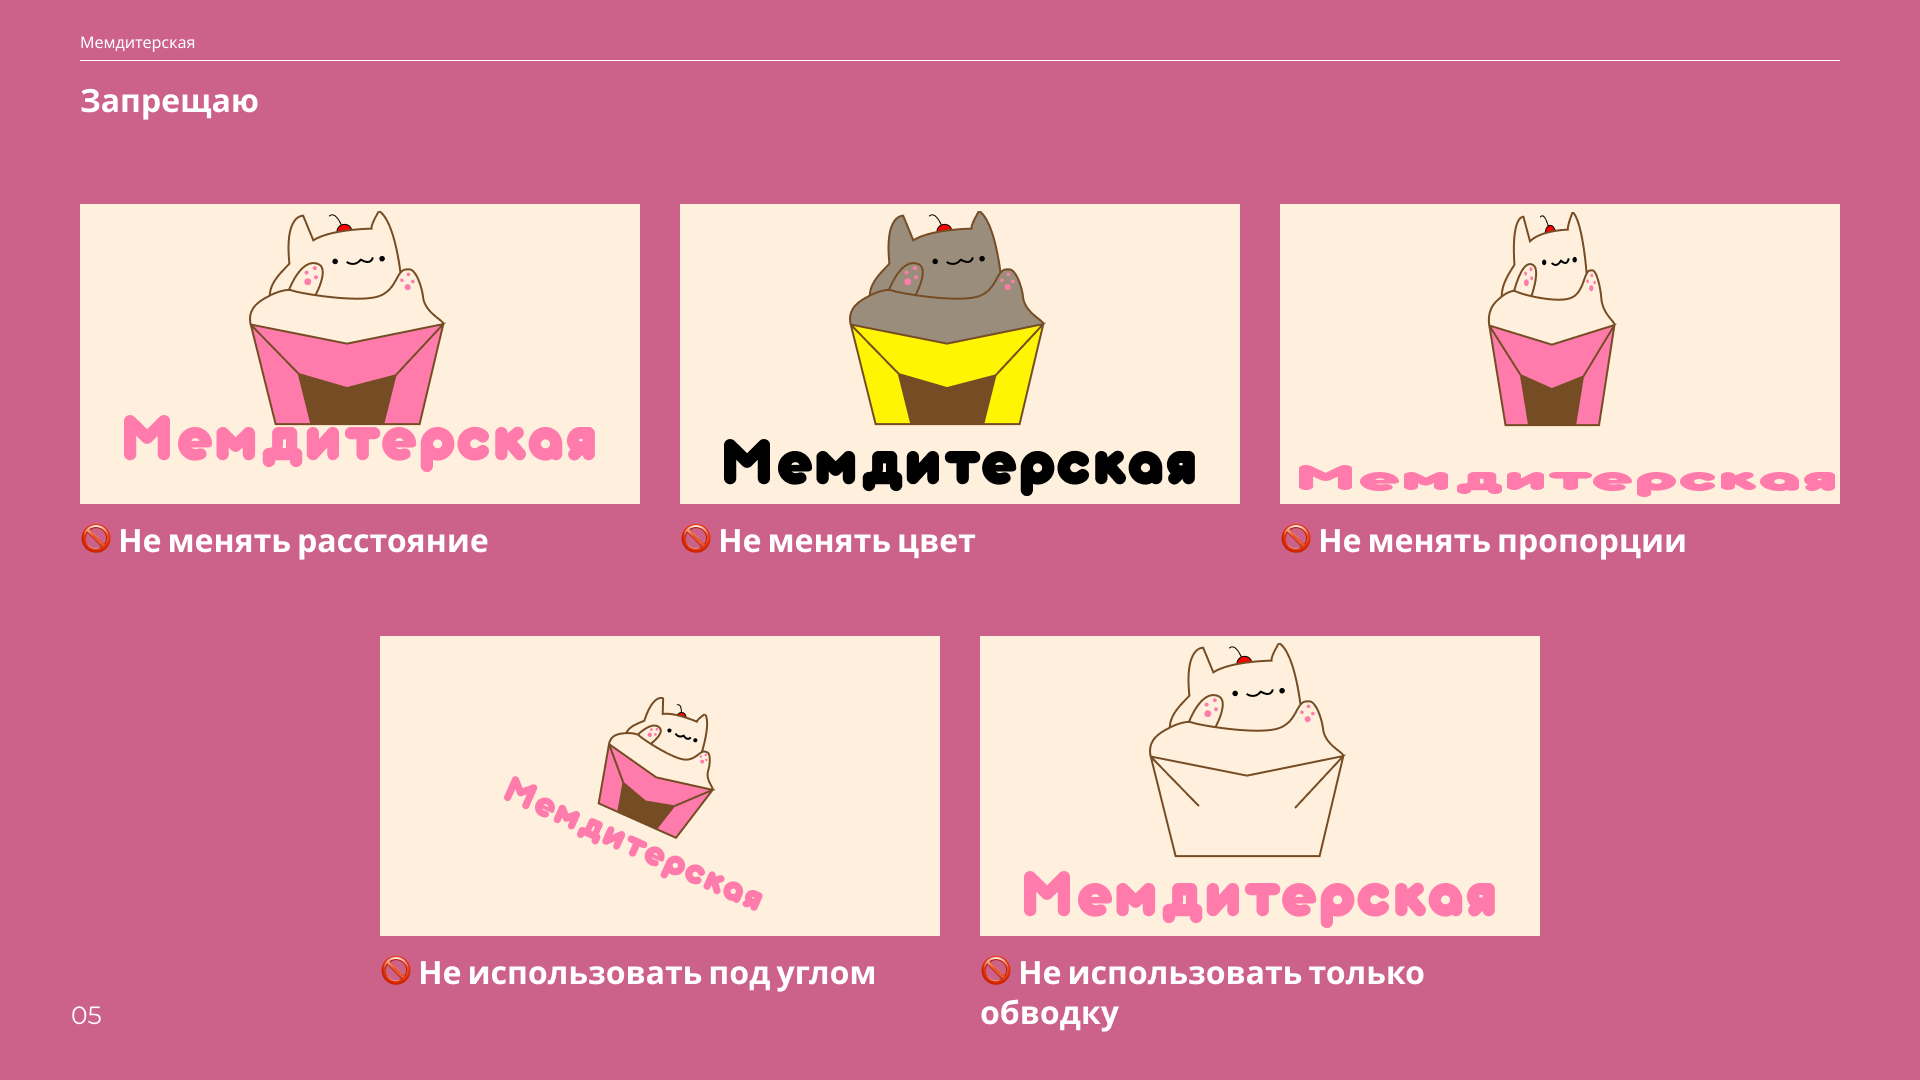 Мемдитерская
Запрещаю
Мемдитерская
Мемдитерская
Мемдитерская
🚫 Не менять расстояние
🚫 Не менять цвет
🚫 Не менять пропорции
Мемдитерская
Мемдитерская
🚫 Не использовать под углом
🚫 Не использовать только
обводку
05